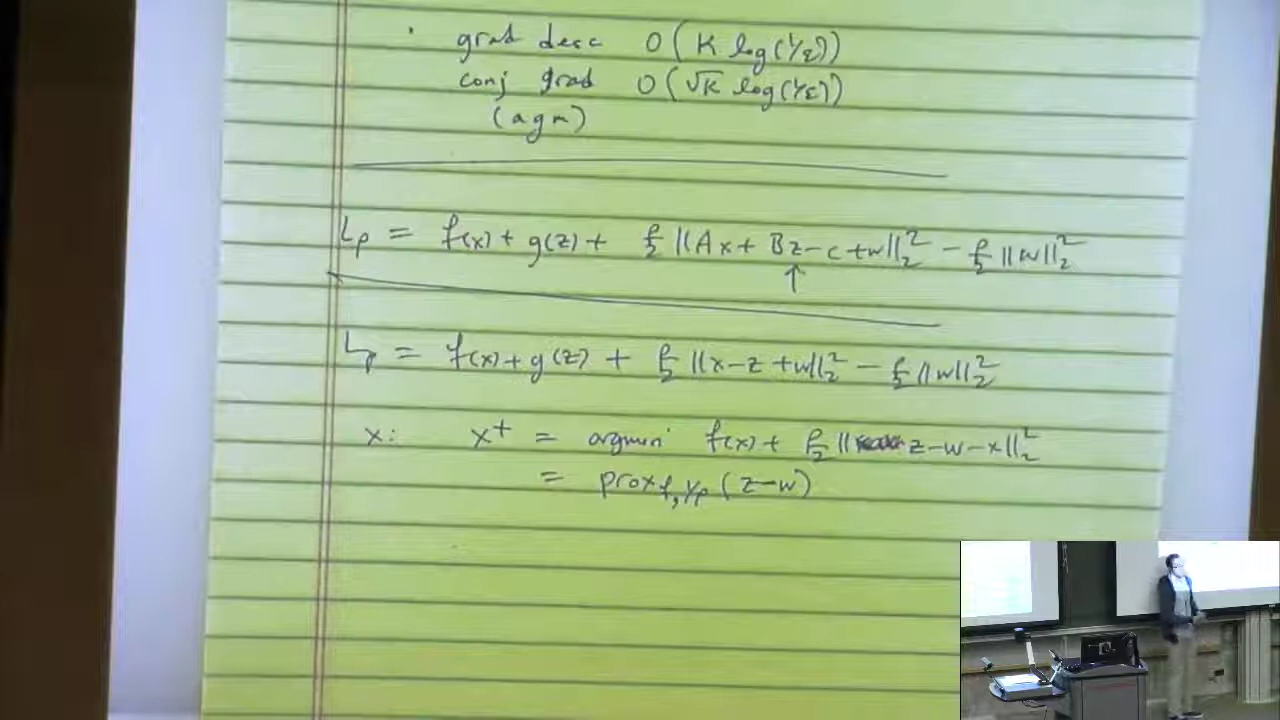 · grad desc O(K log(1/ε))
conj grad O(√K log(1/ε))
(agm)
Lρ = f(x) + g(z) + ρ/2 ||Ax + Bz - c + w||₂² - ρ/2 ||w||₂²
↑
Lρ = f(x) + g(z) + ρ/2 ||x - z + w||₂² - ρ/2 ||w||₂²
x: x⁺ = argmin f(x) + ρ/2 || z - w - x||₂²
= prox_f,1/ρ (z - w)